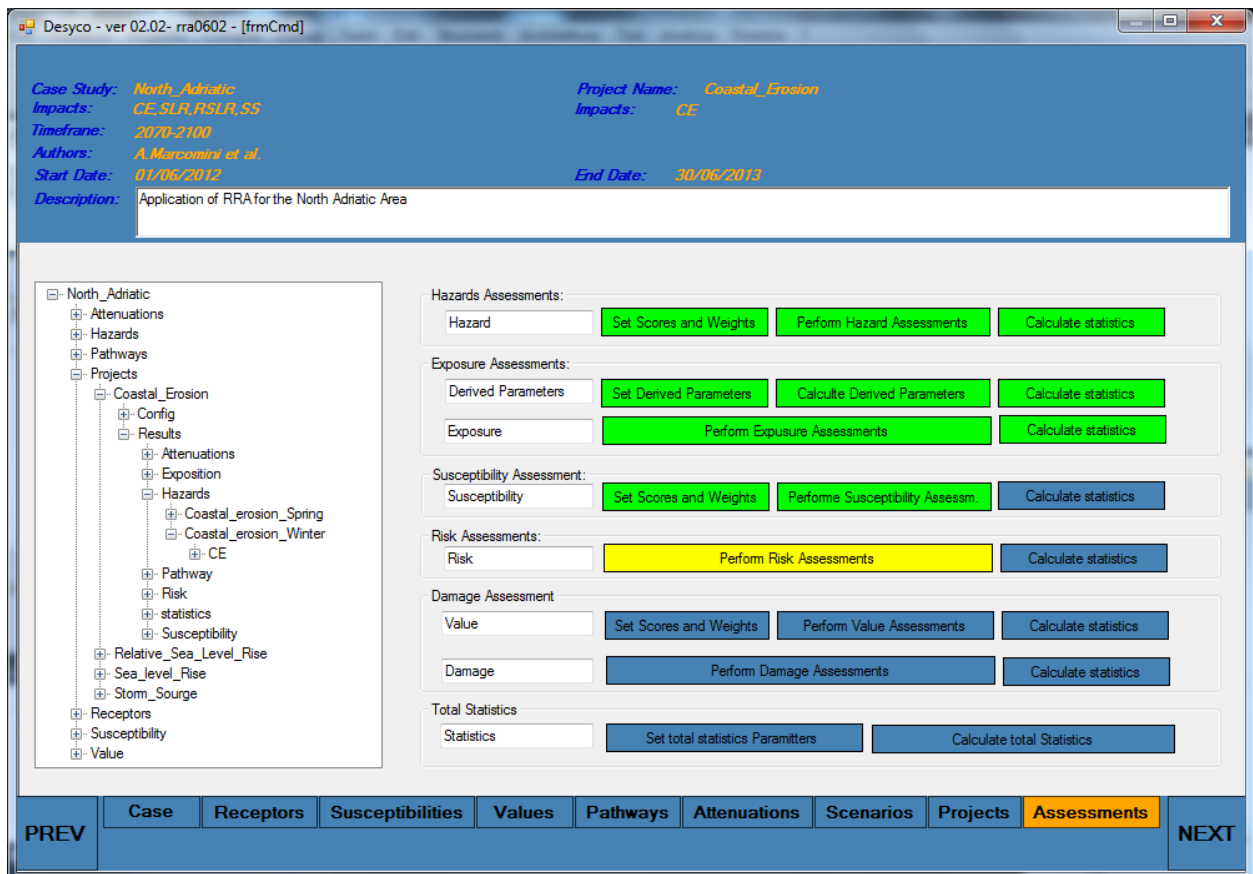 Desyco - ver 02.02- rra0602 - [frmCmd]
Case Study: North_Adriatic Project Name: Coastal_Erosion
Impacts: CE,SLR,RSLR,SS Impacts: CE
Timeframe: 2070-2100
Authors: A.Marcomini et al.
Start Date: 01/06/2012 End Date: 30/06/2013
Description: Application of RRA for the North Adriatic Area
North_Adriatic
Attenuations
Hazards
Pathways
Projects
Coastal_Erosion
Config
Results
Attenuations
Exposition
Hazards
Coastal_erosion_Spring
Coastal_erosion_Winter
CE
Pathway
Risk
statistics
Susceptibility
Relative_Sea_Level_Rise
Sea_level_Rise
Storm_Sourge
Receptors
Susceptibility
Value
Hazards Assessments:
Hazard Set Scores and Weights Perform Hazard Assessments Calculate statistics
Exposure Assessments:
Derived Parameters Set Derived Parameters Calculte Derived Parameters Calculate statistics
Exposure Perform Expusure Assessments Calculate statistics
Susceptibility Assessment:
Susceptibility Set Scores and Weights Performe Susceptibility Assessm. Calculate statistics
Risk Assessments:
Risk Perform Risk Assessments Calculate statistics
Damage Assessment
Value Set Scores and Weights Perform Value Assessments Calculate statistics
Damage Perform Damage Assessments Calculate statistics
Total Statistics
Statistics Set total statistics Paramitters Calculate total Statistics
PREV Case Receptors Susceptibilities Values Pathways Attenuations Scenarios Projects Assessments NEXT